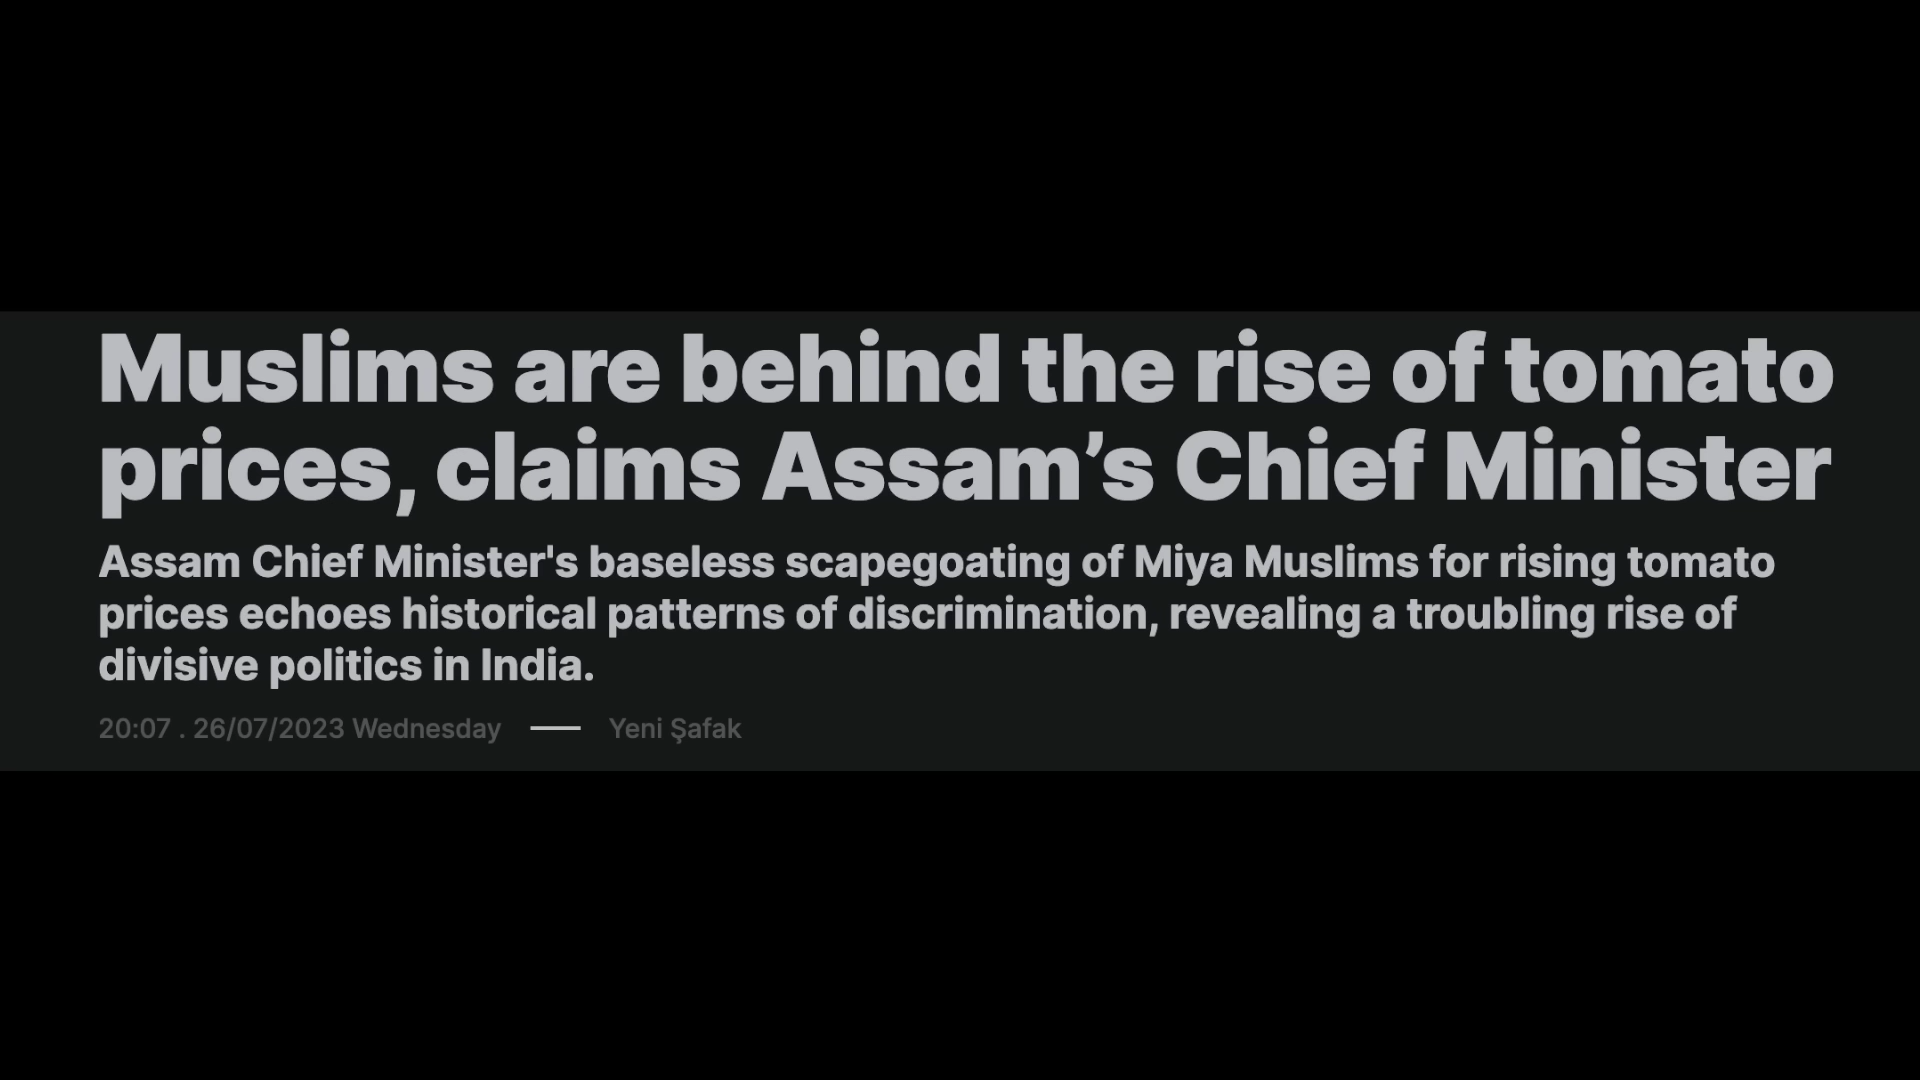 Muslims are behind the rise of tomato
prices, claims Assam’s Chief Minister
Assam Chief Minister's baseless scapegoating of Miya Muslims for rising tomato
prices echoes historical patterns of discrimination, revealing a troubling rise of
divisive politics in India.
20:07 . 26/07/2023 Wednesday — Yeni Şafak